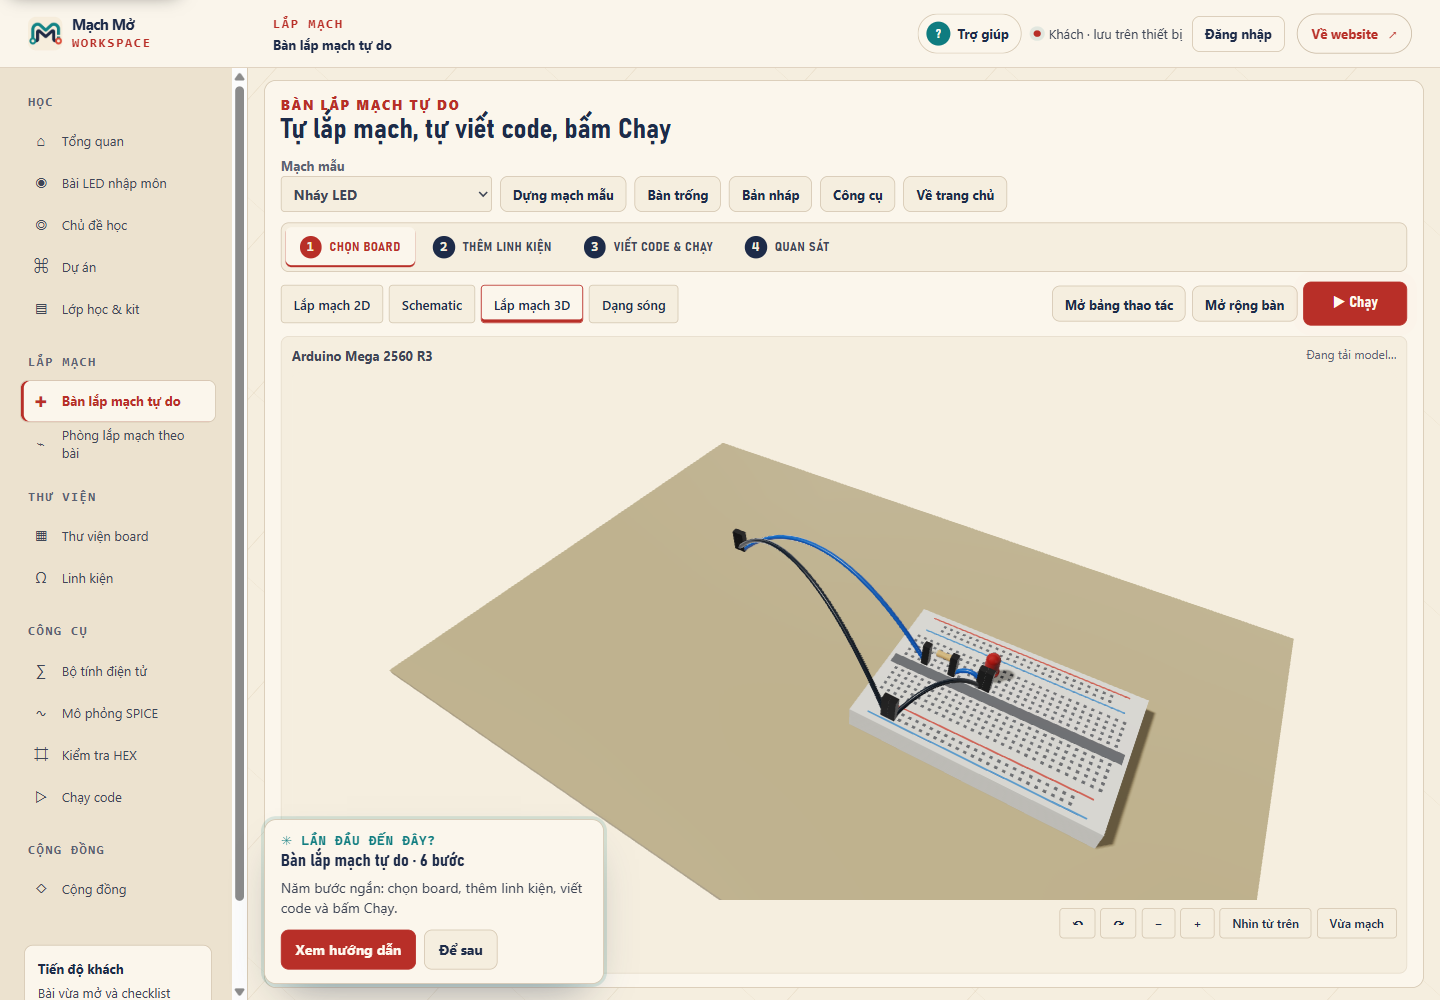 Mạch Mở
WORKSPACE
LẮP MẠCH
Bàn lắp mạch tự do
? Trợ giúp
Khách · lưu trên thiết bị
Đăng nhập
Về website ↗
HỌC
Tổng quan
Bài LED nhập môn
Chủ đề học
Dự án
Lớp học & kit
LẮP MẠCH
Bàn lắp mạch tự do
Phòng lắp mạch theo
bài
THƯ VIỆN
Thư viện board
Linh kiện
CÔNG CỤ
Bộ tính điện tử
Mô phỏng SPICE
Kiểm tra HEX
Chạy code
CỘNG ĐỒNG
Cộng đồng
Tiến độ khách
Bài vừa mở và checklist
BÀN LẮP MẠCH TỰ DO
Tự lắp mạch, tự viết code, bấm Chạy
Mạch mẫu
Nháy LED
Dựng mạch mẫu
Bàn trống
Bản nháp
Công cụ
Về trang chủ
1 CHỌN BOARD
2 THÊM LINH KIỆN
3 VIẾT CODE & CHẠY
4 QUAN SÁT
Lắp mạch 2D
Schematic
Lắp mạch 3D
Dạng sóng
Mở bảng thao tác
Mở rộng bàn
▶ Chạy
Arduino Mega 2560 R3
Đang tải model...
✳ LẦN ĐẦU ĐẾN ĐÂY?
Bàn lắp mạch tự do · 6 bước
Năm bước ngắn: chọn board, thêm linh kiện, viết
code và bấm Chạy.
Xem hướng dẫn
Để sau
↶
↷
−
+
Nhìn từ trên
Vừa mạch